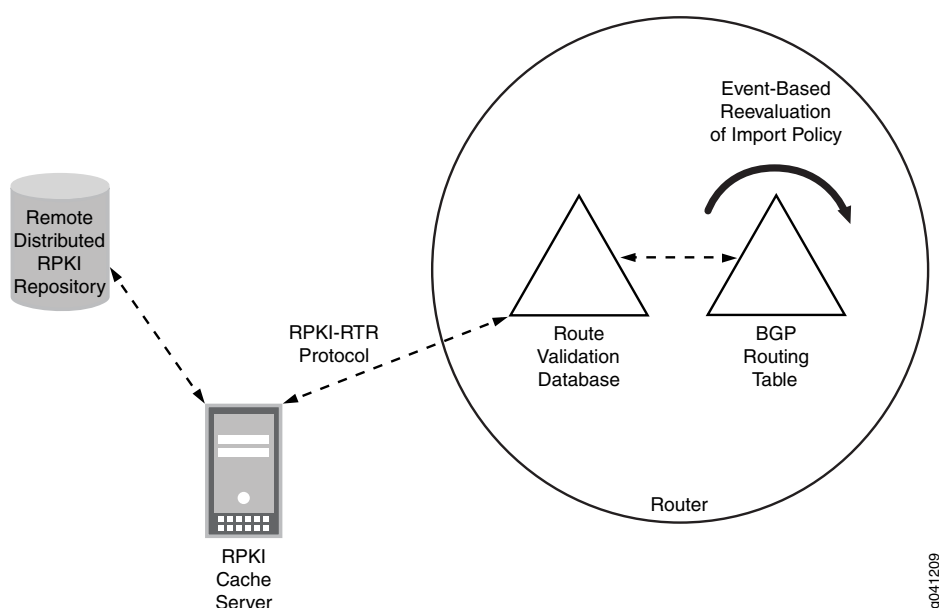 Event-Based
Reevaluation
of Import Policy
Remote
Distributed
RPKI
Repository
RPKI-RTR
Protocol
Route
Validation
Database
BGP
Routing
Table
Router
RPKI
Cache
Server
g041209